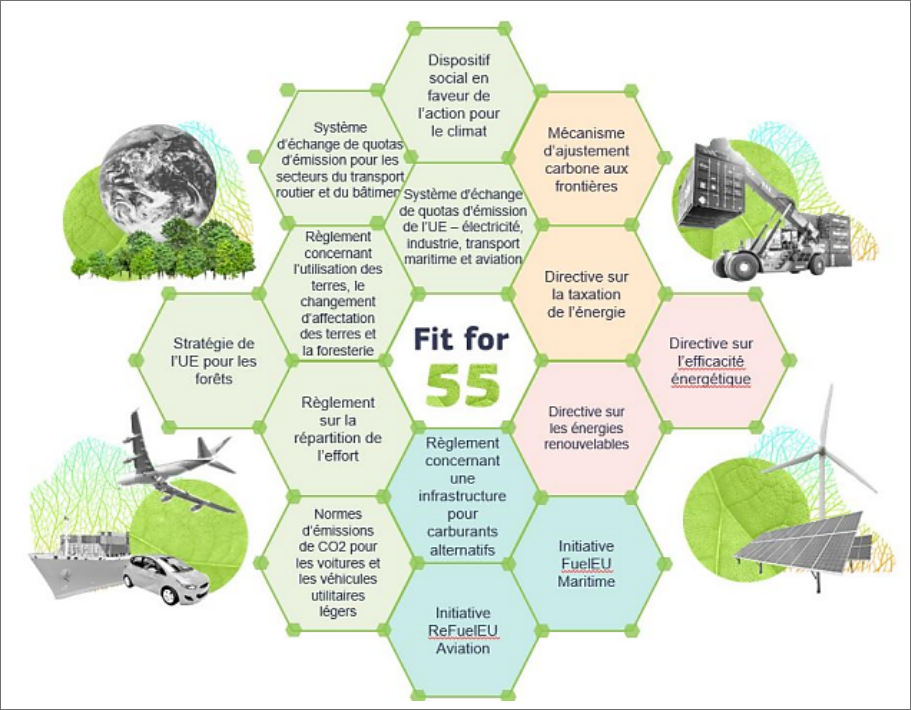 Dispositif
social en
faveur de
l'action pour
le climat
Système
d'échange de quotas
d'émission pour les
secteurs du transport
routier et du bâtimen
Mécanisme
d'ajustement
carbone aux
frontières
Système d'échange
de quotas d'émission
de l'UE – électricité,
industrie, transport
maritime et aviation
Règlement
concernant
l'utilisation des
terres, le
changement
d'affectation
des terres et
la foresterie
Directive sur
la taxation
de l'énergie
Stratégie de
l'UE pour les
forêts
Fit for
55
Directive sur
l'efficacité
énergétique
Règlement
sur la
répartition de
l'effort
Directive sur
les énergies
renouvelables
Règlement
concernant
une
infrastructure
pour
carburants
alternatifs
Normes
d'émissions
de CO2 pour
les voitures et
les véhicules
utilitaires
légers
Initiative
FuelEU
Maritime
Initiative
ReFuelEU
Aviation